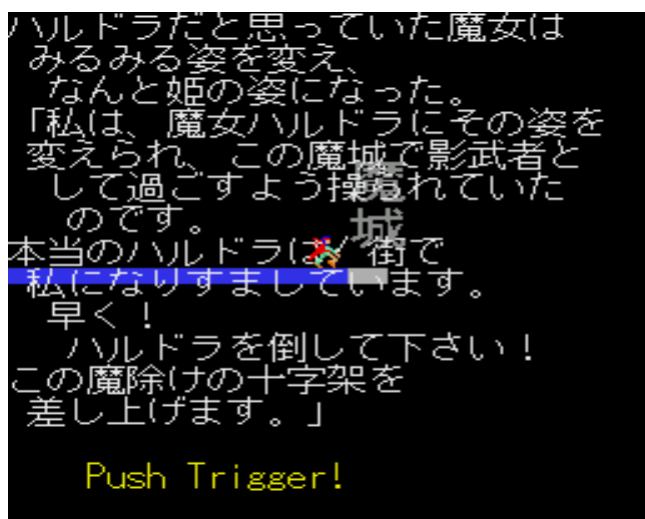 ハルドラだと思っていた魔女は
みるみる姿を変え、
なんと姫の姿になった。
「私は、魔女ハルドラにその姿を
変えられ、この魔城で影武者と
して過ごすよう操られていた
のです。
本当のハルドラは、街で
私になりすましています。
早く！
ハルドラを倒して下さい！
この魔除けの十字架を
差し上げます。」
魔城
Push Trigger!